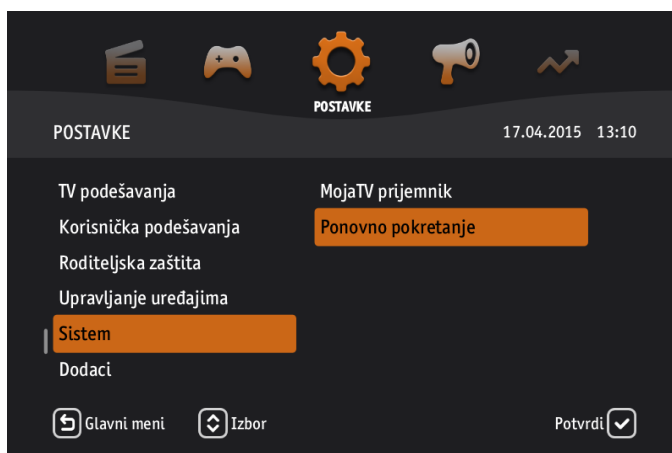 POSTAVKE
POSTAVKE 17.04.2015 13:10
TV podešavanja MojaTV prijemnik
Korisnička podešavanja Ponovno pokretanje
Roditeljska zaštita
Upravljanje uređajima
Sistem
Dodaci
Glavni meni Izbor Potvrdi